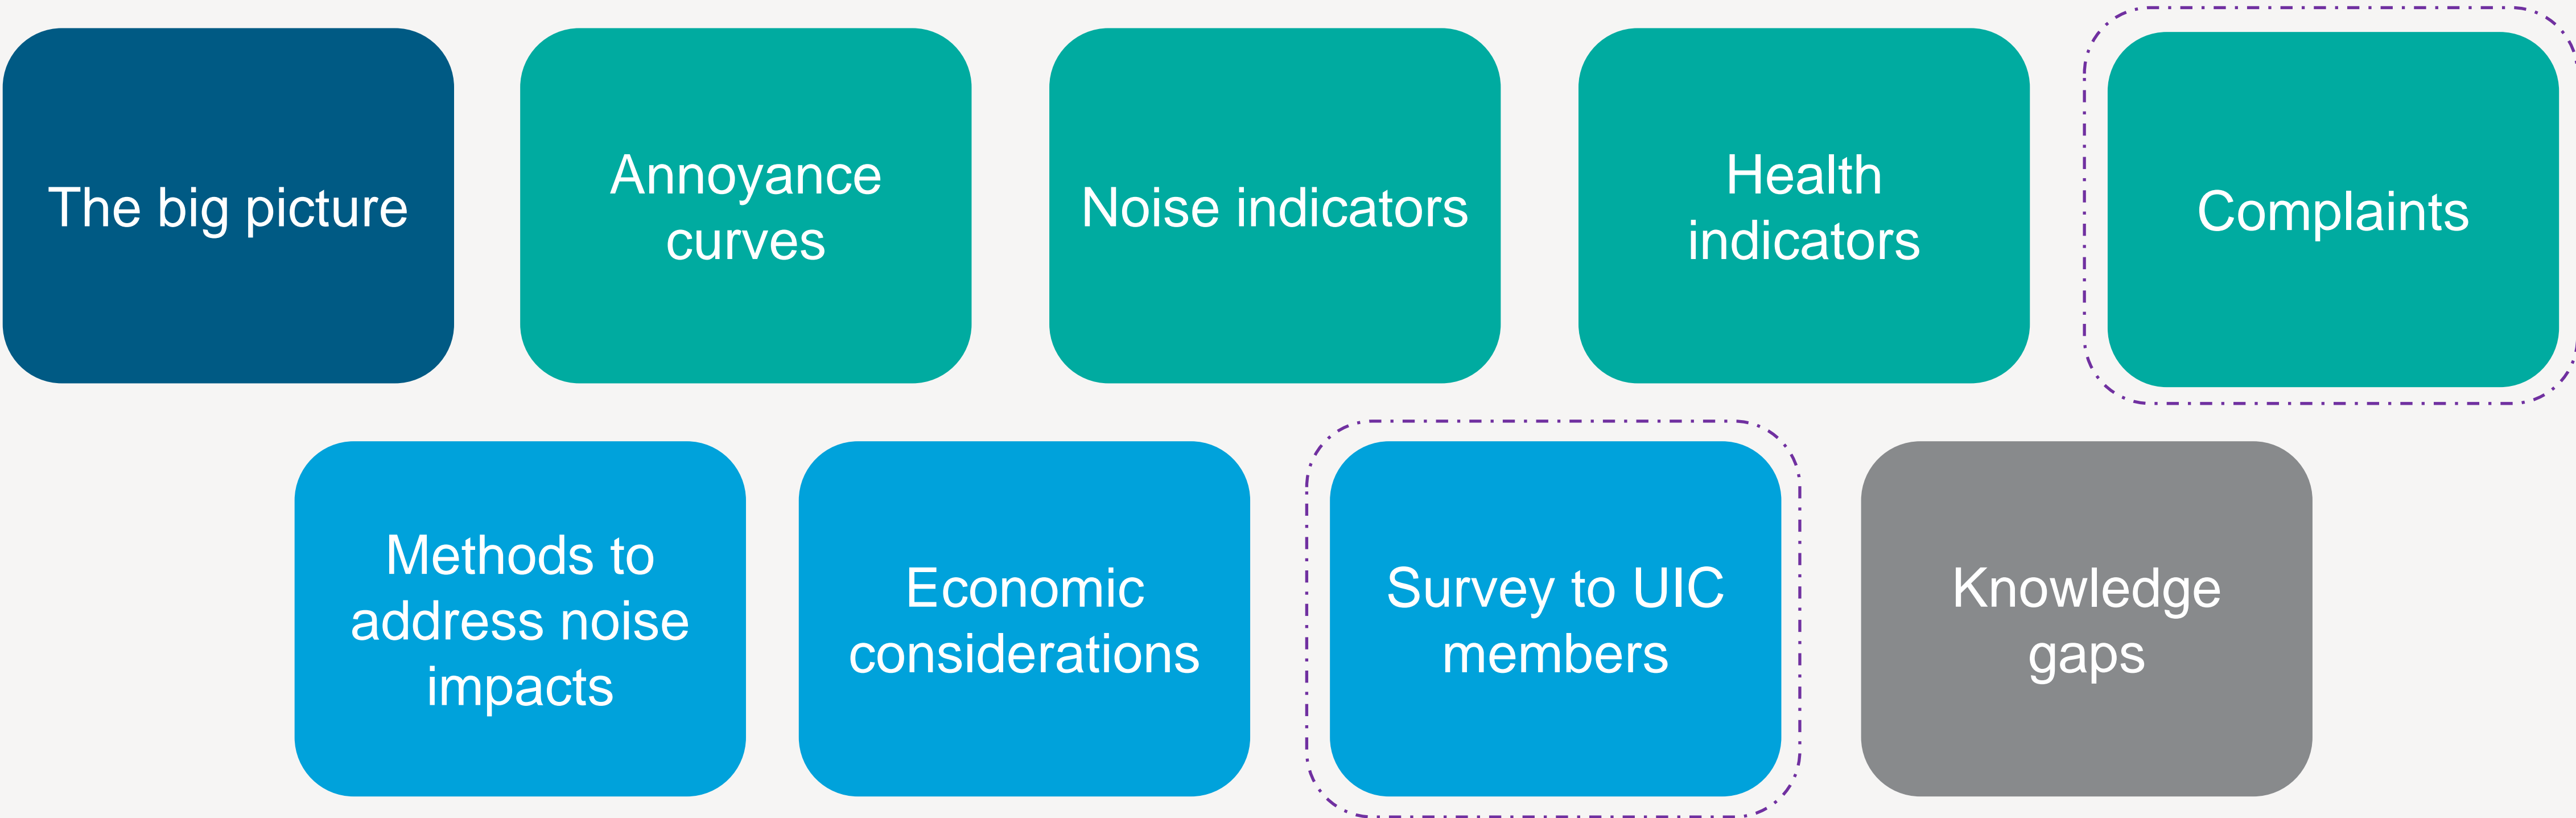 The big picture
Annoyance
curves
Noise indicators
Health
indicators
Complaints
Methods to
address noise
impacts
Economic
considerations
Survey to UIC
members
Knowledge
gaps